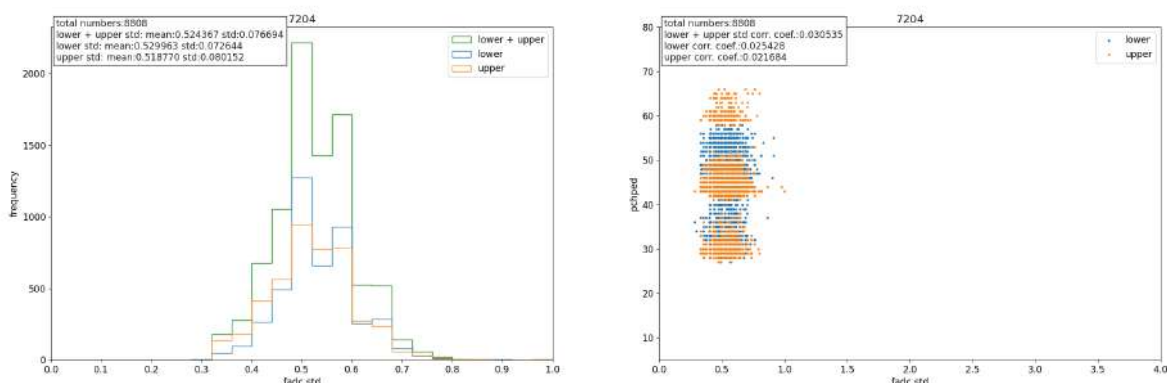 7204
total numbers:8808
lower + upper std: mean:0.524367 std:0.076694
lower std: mean:0.529963 std:0.072644
upper std: mean:0.518770 std:0.080152
lower + upper
lower
upper
frequency
2000
1500
1000
500
0
0.0 0.1 0.2 0.3 0.4 0.5 0.6 0.7 0.8 0.9 1.0
fadc std
7204
total numbers:8808
lower + upper std corr. coef.:0.030535
lower corr. coef.:0.025428
upper corr. coef.:0.021684
lower
upper
pchped
80
70
60
50
40
30
20
10
0.0 0.5 1.0 1.5 2.0 2.5 3.0 3.5 4.0
fadc std